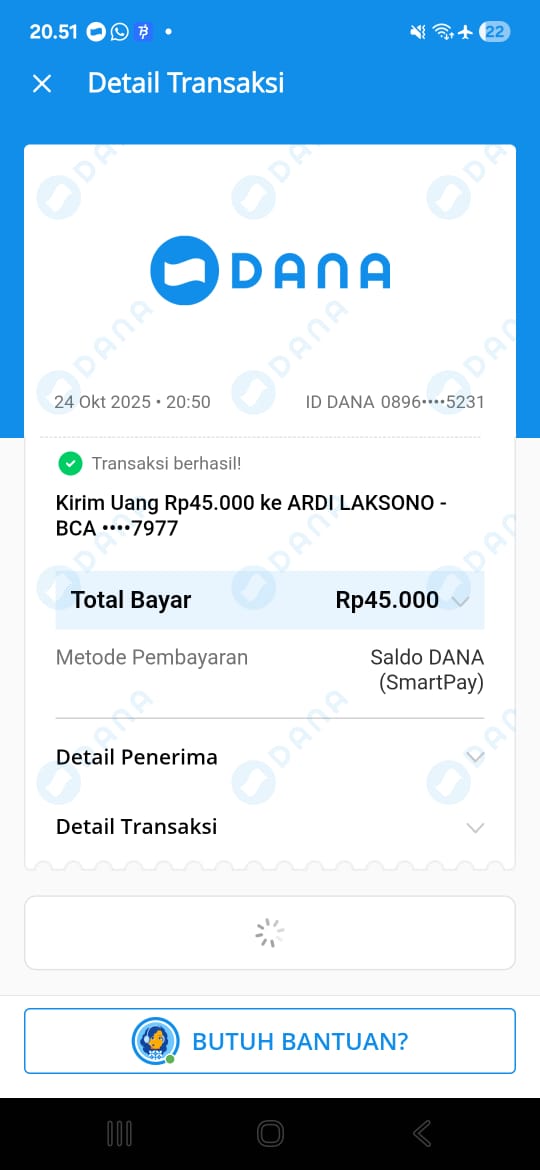 20.51
22
Detail Transaksi
DANA
24 Okt 2025 • 20:50
ID DANA 0896••••5231
Transaksi berhasil!
Kirim Uang Rp45.000 ke ARDI LAKSONO -
BCA ••••7977
Total Bayar
Rp45.000
Metode Pembayaran
Saldo DANA
(SmartPay)
Detail Penerima
Detail Transaksi
BUTUH BANTUAN?